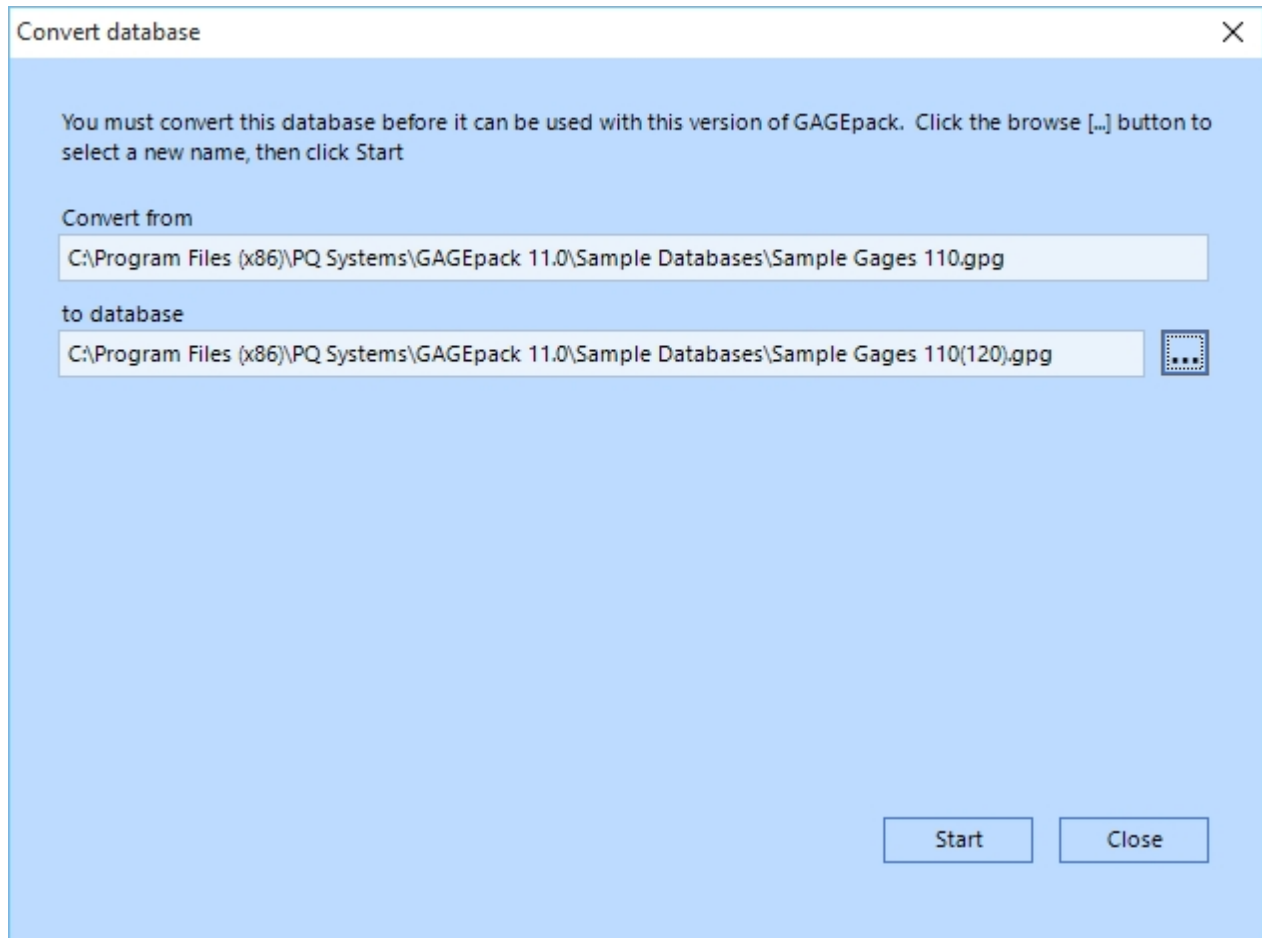 Convert database
You must convert this database before it can be used with this version of GAGEpack.  Click the browse [...] button to
select a new name, then click Start
Convert from
C:\Program Files (x86)\PQ Systems\GAGEpack 11.0\Sample Databases\Sample Gages 110.gpg
to database
C:\Program Files (x86)\PQ Systems\GAGEpack 11.0\Sample Databases\Sample Gages 110(120).gpg
...
Start
Close